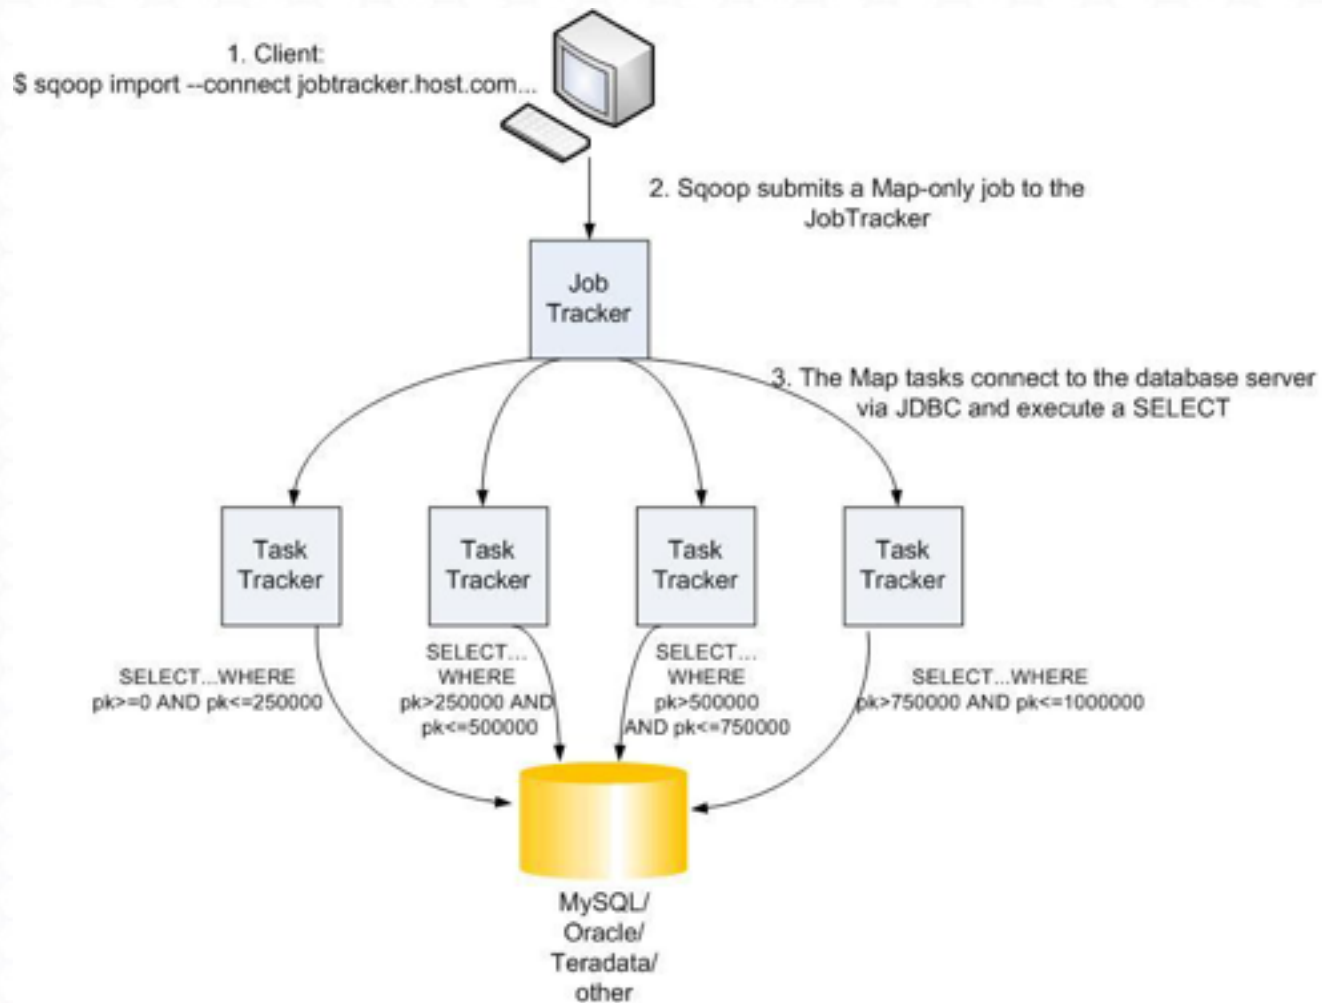 1. Client:
$ sqoop import --connect jobtracker.host.com...
2. Sqoop submits a Map-only job to the
JobTracker
Job
Tracker
3. The Map tasks connect to the database server
via JDBC and execute a SELECT
Task
Tracker
Task
Tracker
Task
Tracker
Task
Tracker
SELECT...WHERE
pk>=0 AND pk<=250000
SELECT...
WHERE
pk>250000 AND
pk<=500000
SELECT...
WHERE
pk>500000
AND pk<=750000
SELECT...WHERE
pk>750000 AND pk<=1000000
MySQL/
Oracle/
Teradata/
other